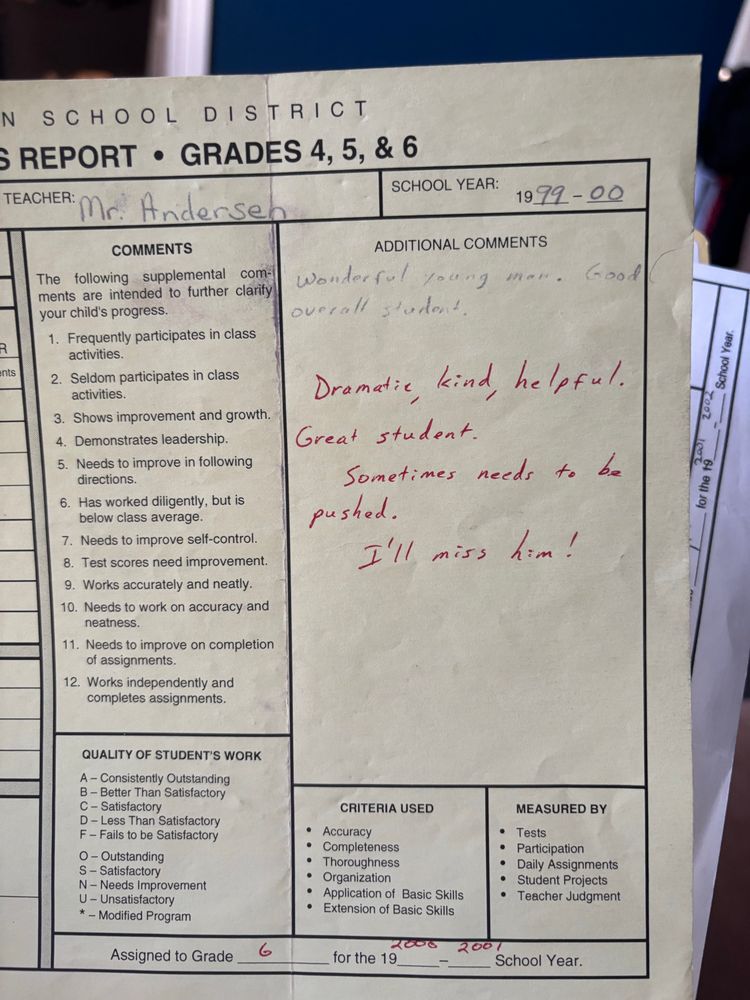 N SCHOOL DISTRICT
S REPORT • GRADES 4, 5, & 6
TEACHER: Mr. Andersen
SCHOOL YEAR: 1999-00
COMMENTS
The following supplemental com-
ments are intended to further clarify
your child's progress.
1. Frequently participates in class
activities.
2. Seldom participates in class
activities.
3. Shows improvement and growth.
4. Demonstrates leadership.
5. Needs to improve in following
directions.
6. Has worked diligently, but is
below class average.
7. Needs to improve self-control.
8. Test scores need improvement.
9. Works accurately and neatly.
10. Needs to work on accuracy and
neatness.
11. Needs to improve on completion
of assignments.
12. Works independently and
completes assignments.
ADDITIONAL COMMENTS
Wonderful young man. Good
overall student.
Dramatic, kind, helpful.
Great student.
Sometimes needs to be
pushed.
I'll miss him!
QUALITY OF STUDENT'S WORK
A – Consistently Outstanding
B – Better Than Satisfactory
C – Satisfactory
D – Less Than Satisfactory
F – Fails to be Satisfactory
O – Outstanding
S – Satisfactory
N – Needs Improvement
U – Unsatisfactory
* – Modified Program
CRITERIA USED
• Accuracy
• Completeness
• Thoroughness
• Organization
• Application of Basic Skills
• Extension of Basic Skills
MEASURED BY
• Tests
• Participation
• Daily Assignments
• Student Projects
• Teacher Judgment
Assigned to Grade 6 for the 19 2000 – 2001 School Year.
R
ents
for the 19 2001 – 2002 School Year.